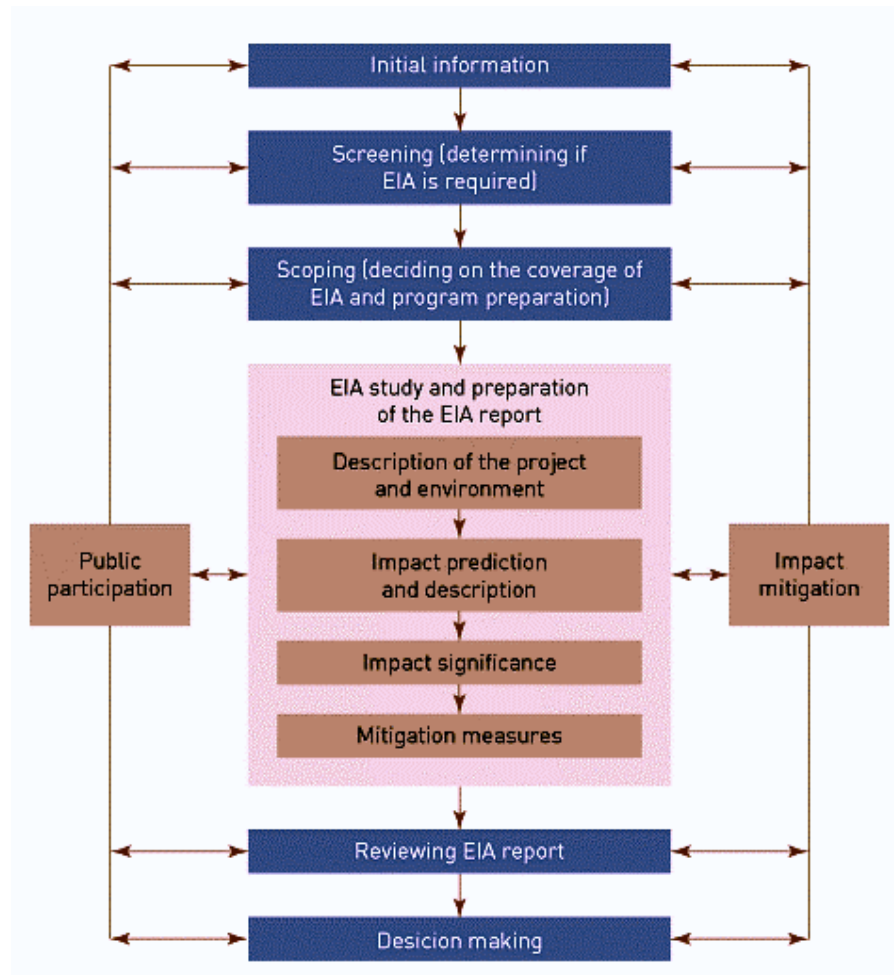 Initial information
Screening (determining if
EIA is required)
Scoping (deciding on the coverage of
EIA and program preparation)
EIA study and preparation
of the EIA report
Description of the project
and environment
Public
participation
Impact prediction
and description
Impact
mitigation
Impact significance
Mitigation measures
Reviewing EIA report
Desicion making